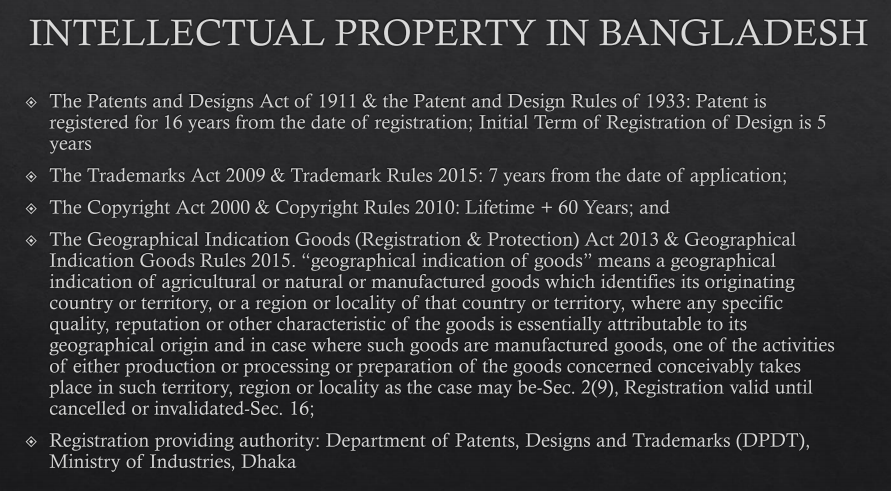 INTELLECTUAL PROPERTY IN BANGLADESH
The Patents and Designs Act of 1911 & the Patent and Design Rules of 1933: Patent is
registered for 16 years from the date of registration; Initial Term of Registration of Design is 5
years
The Trademarks Act 2009 & Trademark Rules 2015: 7 years from the date of application;
The Copyright Act 2000 & Copyright Rules 2010: Lifetime + 60 Years; and
The Geographical Indication Goods (Registration & Protection) Act 2013 & Geographical
Indication Goods Rules 2015. “geographical indication of goods” means a geographical
indication of agricultural or natural or manufactured goods which identifies its originating
country or territory, or a region or locality of that country or territory, where any specific
quality, reputation or other characteristic of the goods is essentially attributable to its
geographical origin and in case where such goods are manufactured goods, one of the activities
of either production or processing or preparation of the goods concerned conceivably takes
place in such territory, region or locality as the case may be-Sec. 2(9), Registration valid until
cancelled or invalidated-Sec. 16;
Registration providing authority: Department of Patents, Designs and Trademarks (DPDT),
Ministry of Industries, Dhaka